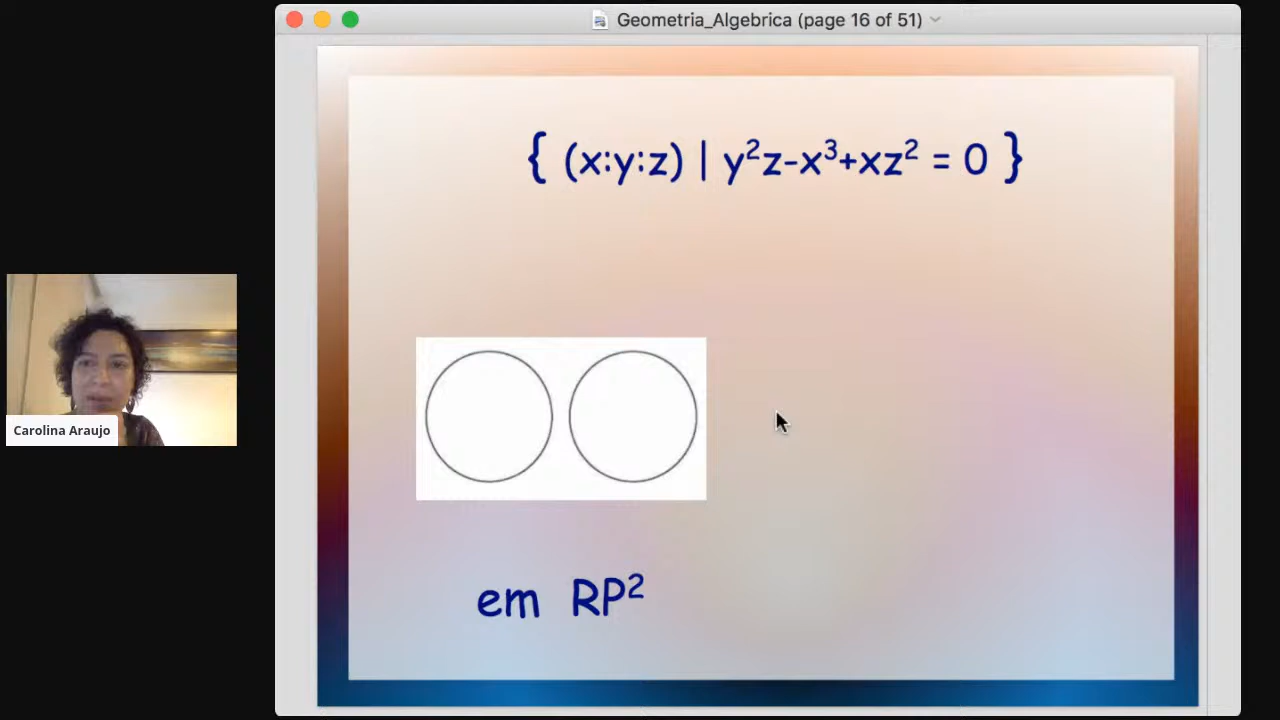 Geometria_Algebrica (page 16 of 51)
{ (x:y:z) | y²z-x³+xz² = 0 }
Carolina Araujo
em RP²